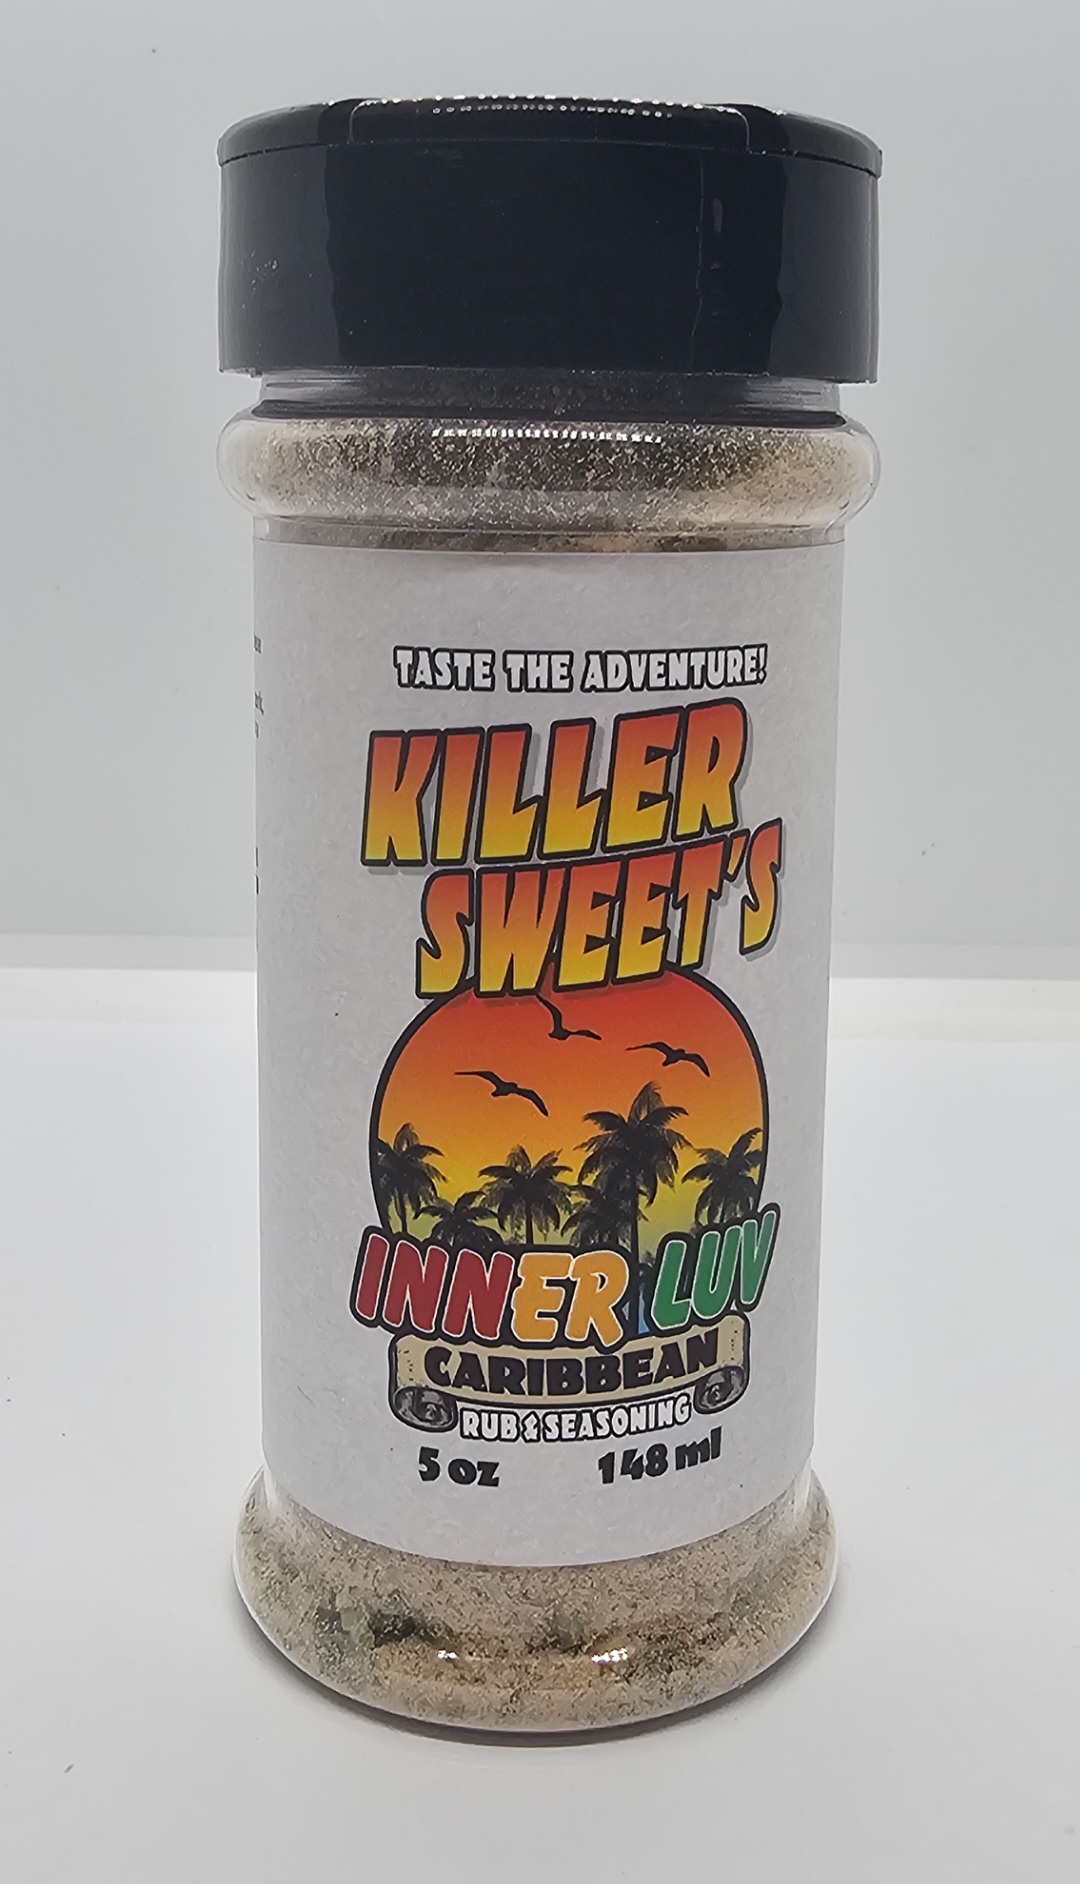 TASTE THE ADVENTURE!
KILLER
SWEET'S
INNER LUV
CARIBBEAN
RUB & SEASONING
5 oz 148 ml